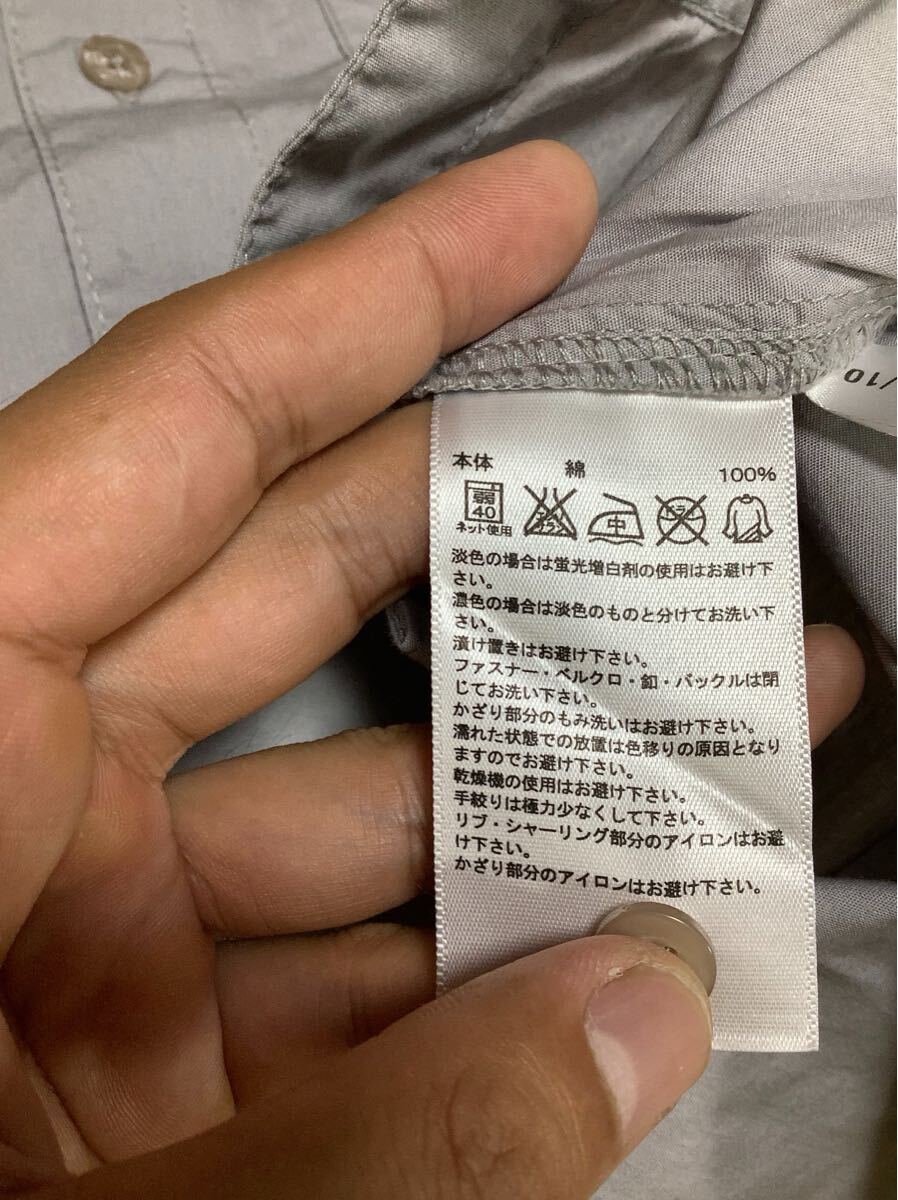 本体 綿 100%
弱
40
中
ネット使用
淡色の場合は蛍光増白剤の使用はお避け下
さい。
濃色の場合は淡色のものと分けてお洗い下
さい。
漬け置きはお避け下さい。
ファスナー・ベルクロ・釦・バックルは閉
じてお洗い下さい。
かざり部分のもみ洗いはお避け下さい。
濡れた状態での放置は色移りの原因となり
ますのでお避け下さい。
乾燥機の使用はお避け下さい。
手絞りは極力少なくして下さい。
リブ・シャーリング部分のアイロンはお避
け下さい。
かざり部分のアイロンはお避け下さい。
/10